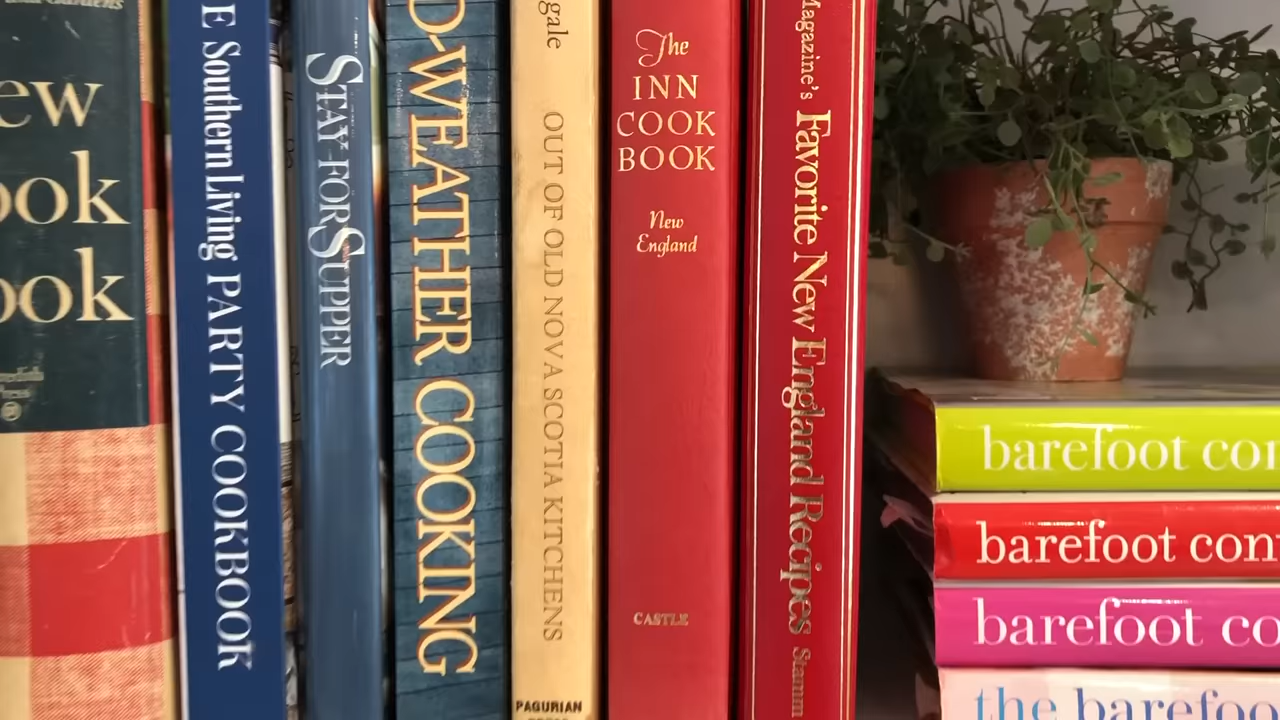 ew
ook
ook
E Southern Living PARTY COOKBOOK
STAY FOR SUPPER
D-WEATHER COOKING
gale OUT OF OLD NOVA SCOTIA KITCHENS
PAGURIAN
The
INN
COOK
BOOK
New
England
CASTLE
Magazine's Favorite New England Recipes Stamm
barefoot con
barefoot con
barefoot co
the barefoo